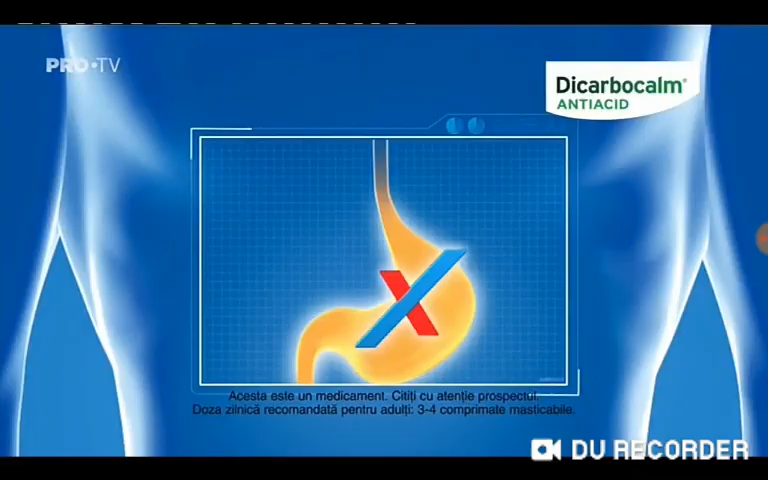 PRO•TV
Dicarbocalm®
ANTIACID
Acesta este un medicament. Citiți cu atenție prospectul.
Doza zilnică recomandată pentru adulți: 3-4 comprimate masticabile.
DU RECORDER